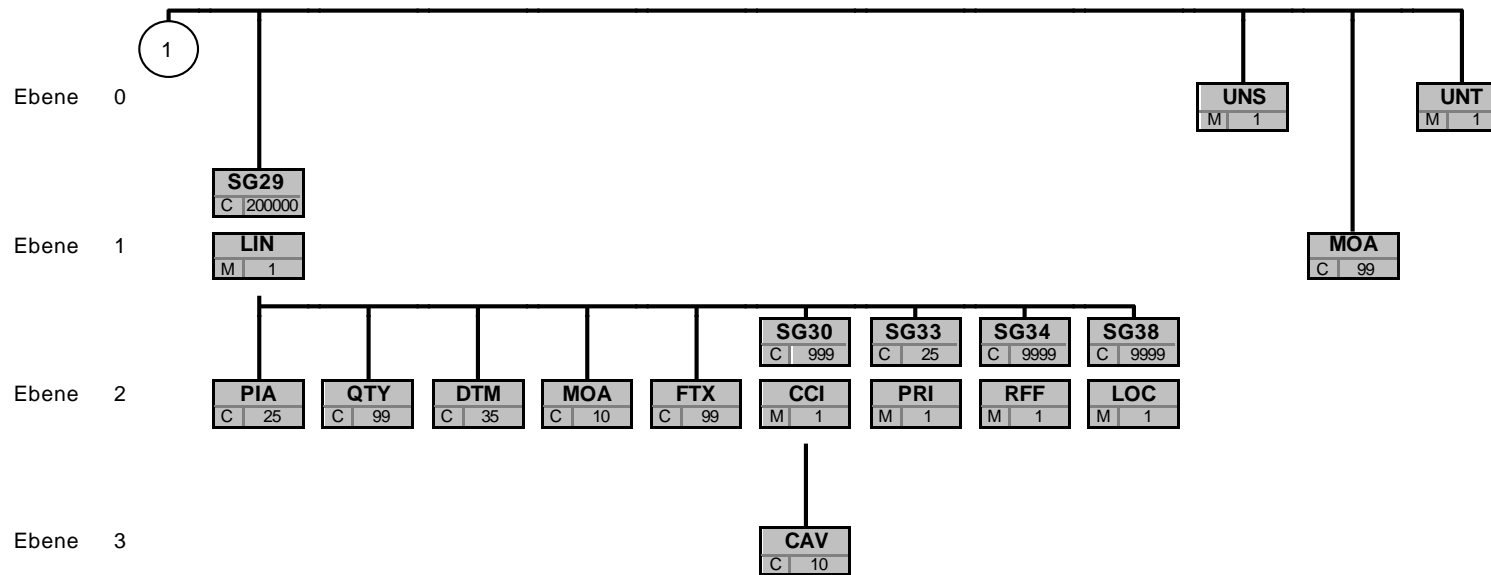 1
Ebene 0
UNS
UNT
M 1
M 1
SG29
C 200000
Ebene 1
LIN
MOA
M 1
C 99
SG30
SG33
SG34
SG38
C 999
C 25
C 9999
C 9999
Ebene 2
PIA
QTY
DTM
MOA
FTX
CCI
PRI
RFF
LOC
C 25
C 99
C 35
C 10
C 99
M 1
M 1
M 1
M 1
Ebene 3
CAV
C 10